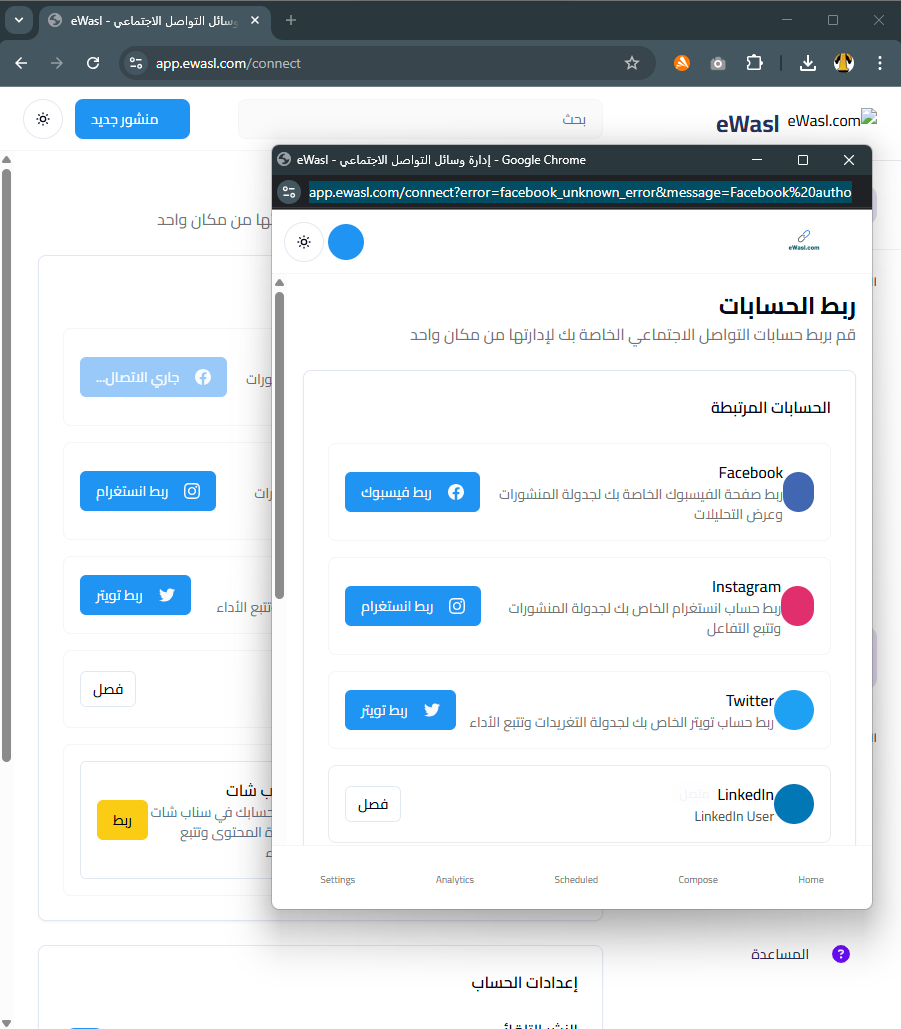 eWasl - إدارة وسائل التواصل الاجتماعي
app.ewasl.com/connect
منشور جديد
بحث
eWasl
eWasl.com
من مكان واحد
جاري الاتصال...
ربط انستغرام
ربط تويتر
وتتبع الأداء
فصل
حسابك في سناب شات
المحتوى وتتبع
ربط
إعدادات الحساب
المساعدة
?
eWasl - إدارة وسائل التواصل الاجتماعي - Google Chrome
app.ewasl.com/connect?error=facebook_unknown_error&message=Facebook%20autho
eWasl.com
ربط الحسابات
قم بربط حسابات التواصل الاجتماعي الخاصة بك لإدارتها من مكان واحد
الحسابات المرتبطة
Facebook
ربط صفحة الفيسبوك الخاصة بك لجدولة المنشورات
وعرض التحليلات
ربط فيسبوك
Instagram
ربط حساب انستغرام الخاص بك لجدولة المنشورات
وتتبع التفاعل
ربط انستغرام
Twitter
ربط حساب تويتر الخاص بك لجدولة التغريدات وتتبع الأداء
ربط تويتر
LinkedIn متصل
LinkedIn User
فصل
Settings
Analytics
Scheduled
Compose
Home